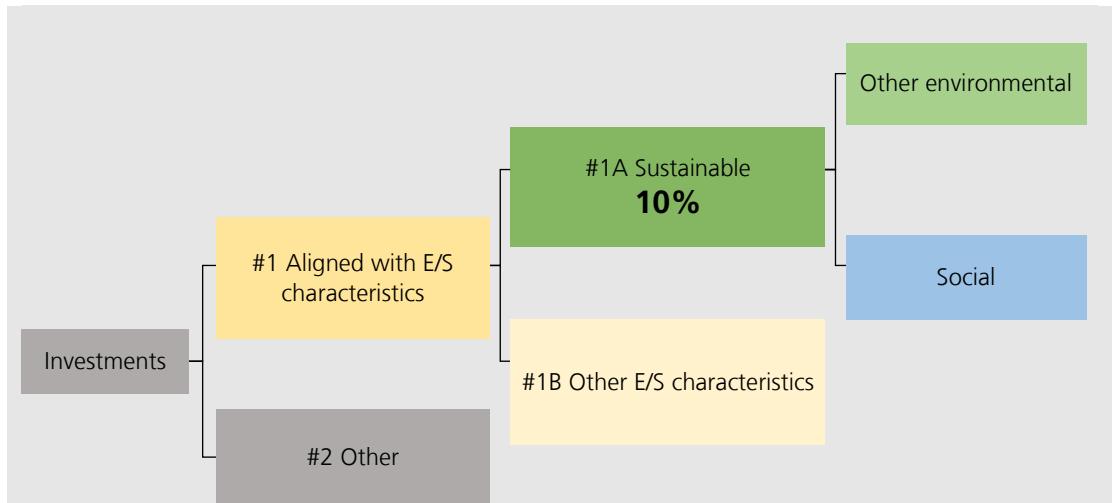 Other environmental
#1A Sustainable
10%
#1 Aligned with E/S
characteristics
Social
Investments
#1B Other E/S characteristics
#2 Other